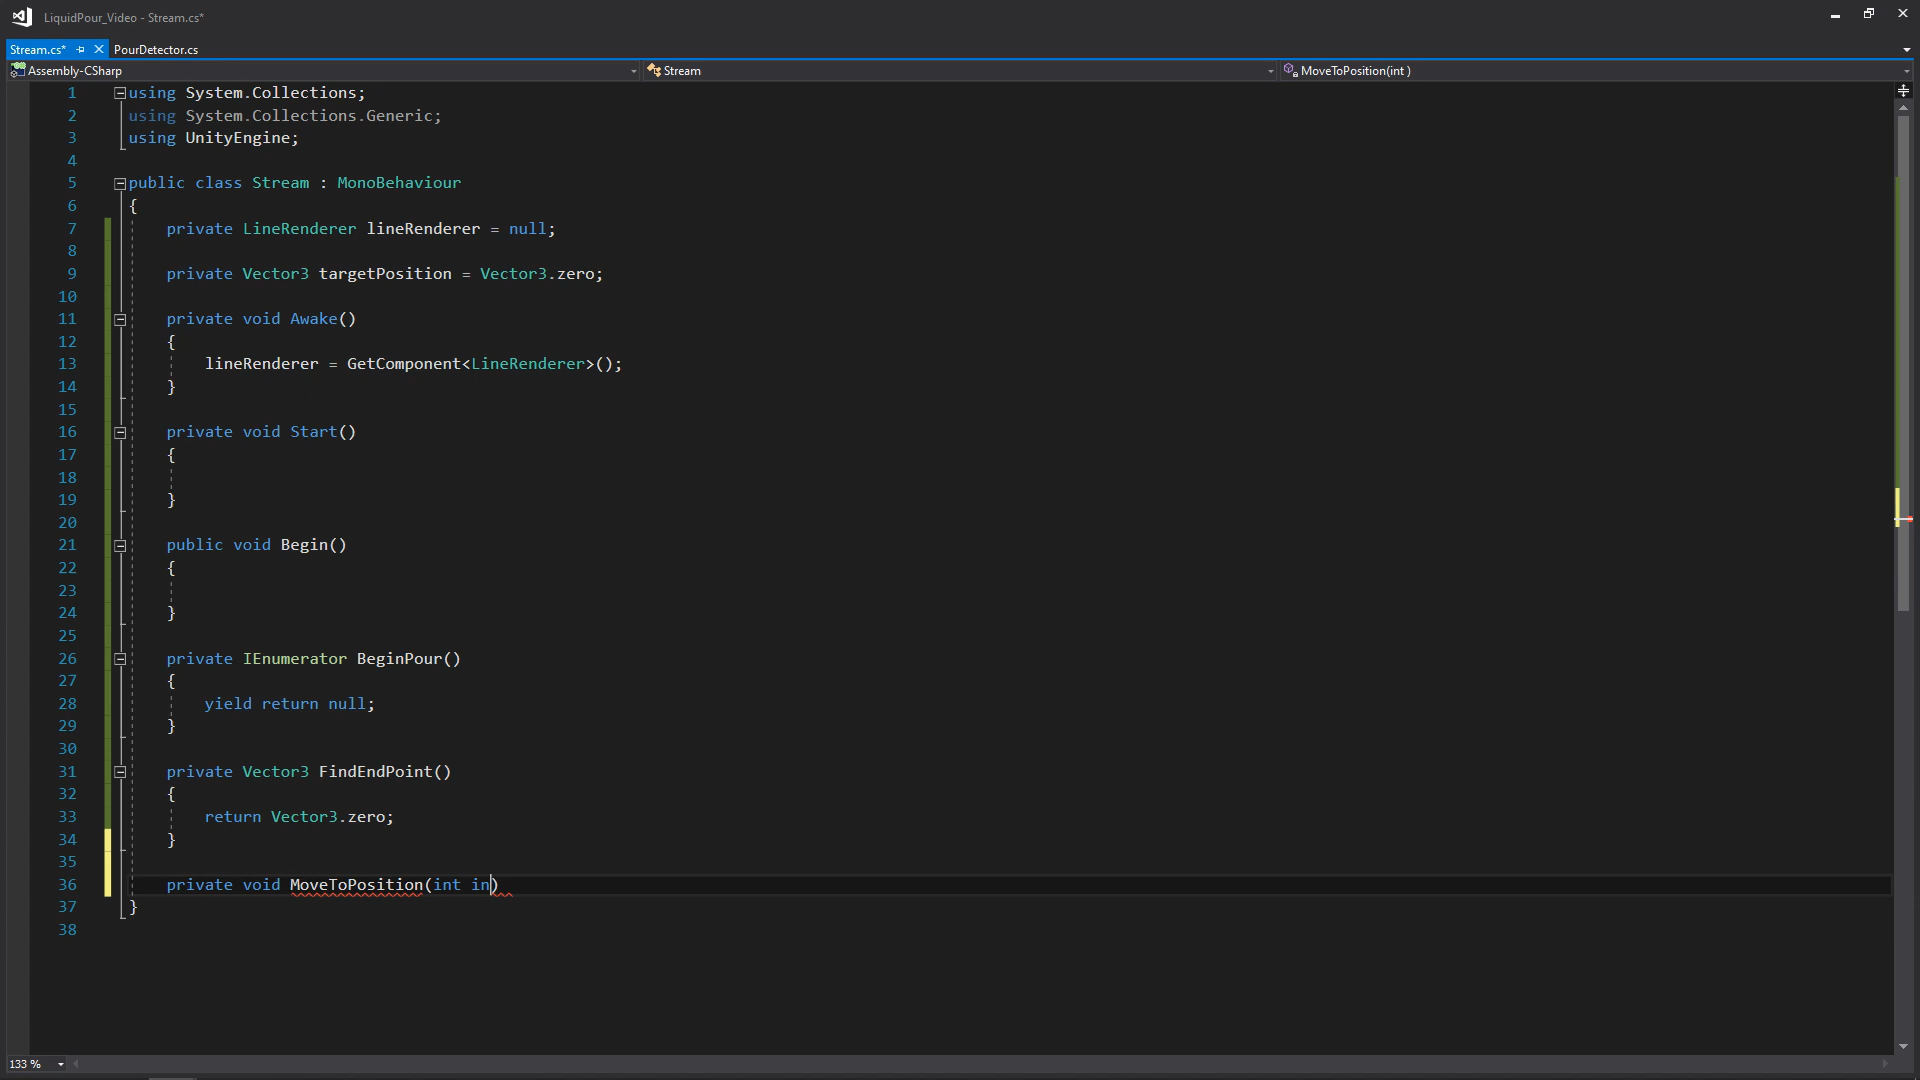 LiquidPour_Video - Stream.cs*
Stream.cs* PourDetector.cs
Assembly-CSharp Stream MoveToPosition(int )
1 using System.Collections;
2 using System.Collections.Generic;
3 using UnityEngine;
4
5 public class Stream : MonoBehaviour
6 {
7 private LineRenderer lineRenderer = null;
8
9 private Vector3 targetPosition = Vector3.zero;
10
11 private void Awake()
12 {
13 lineRenderer = GetComponent<LineRenderer>();
14 }
15
16 private void Start()
17 {
18
19 }
20
21 public void Begin()
22 {
23
24 }
25
26 private IEnumerator BeginPour()
27 {
28 yield return null;
29 }
30
31 private Vector3 FindEndPoint()
32 {
33 return Vector3.zero;
34 }
35
36 private void MoveToPosition(int in)
37 }
38
133 %